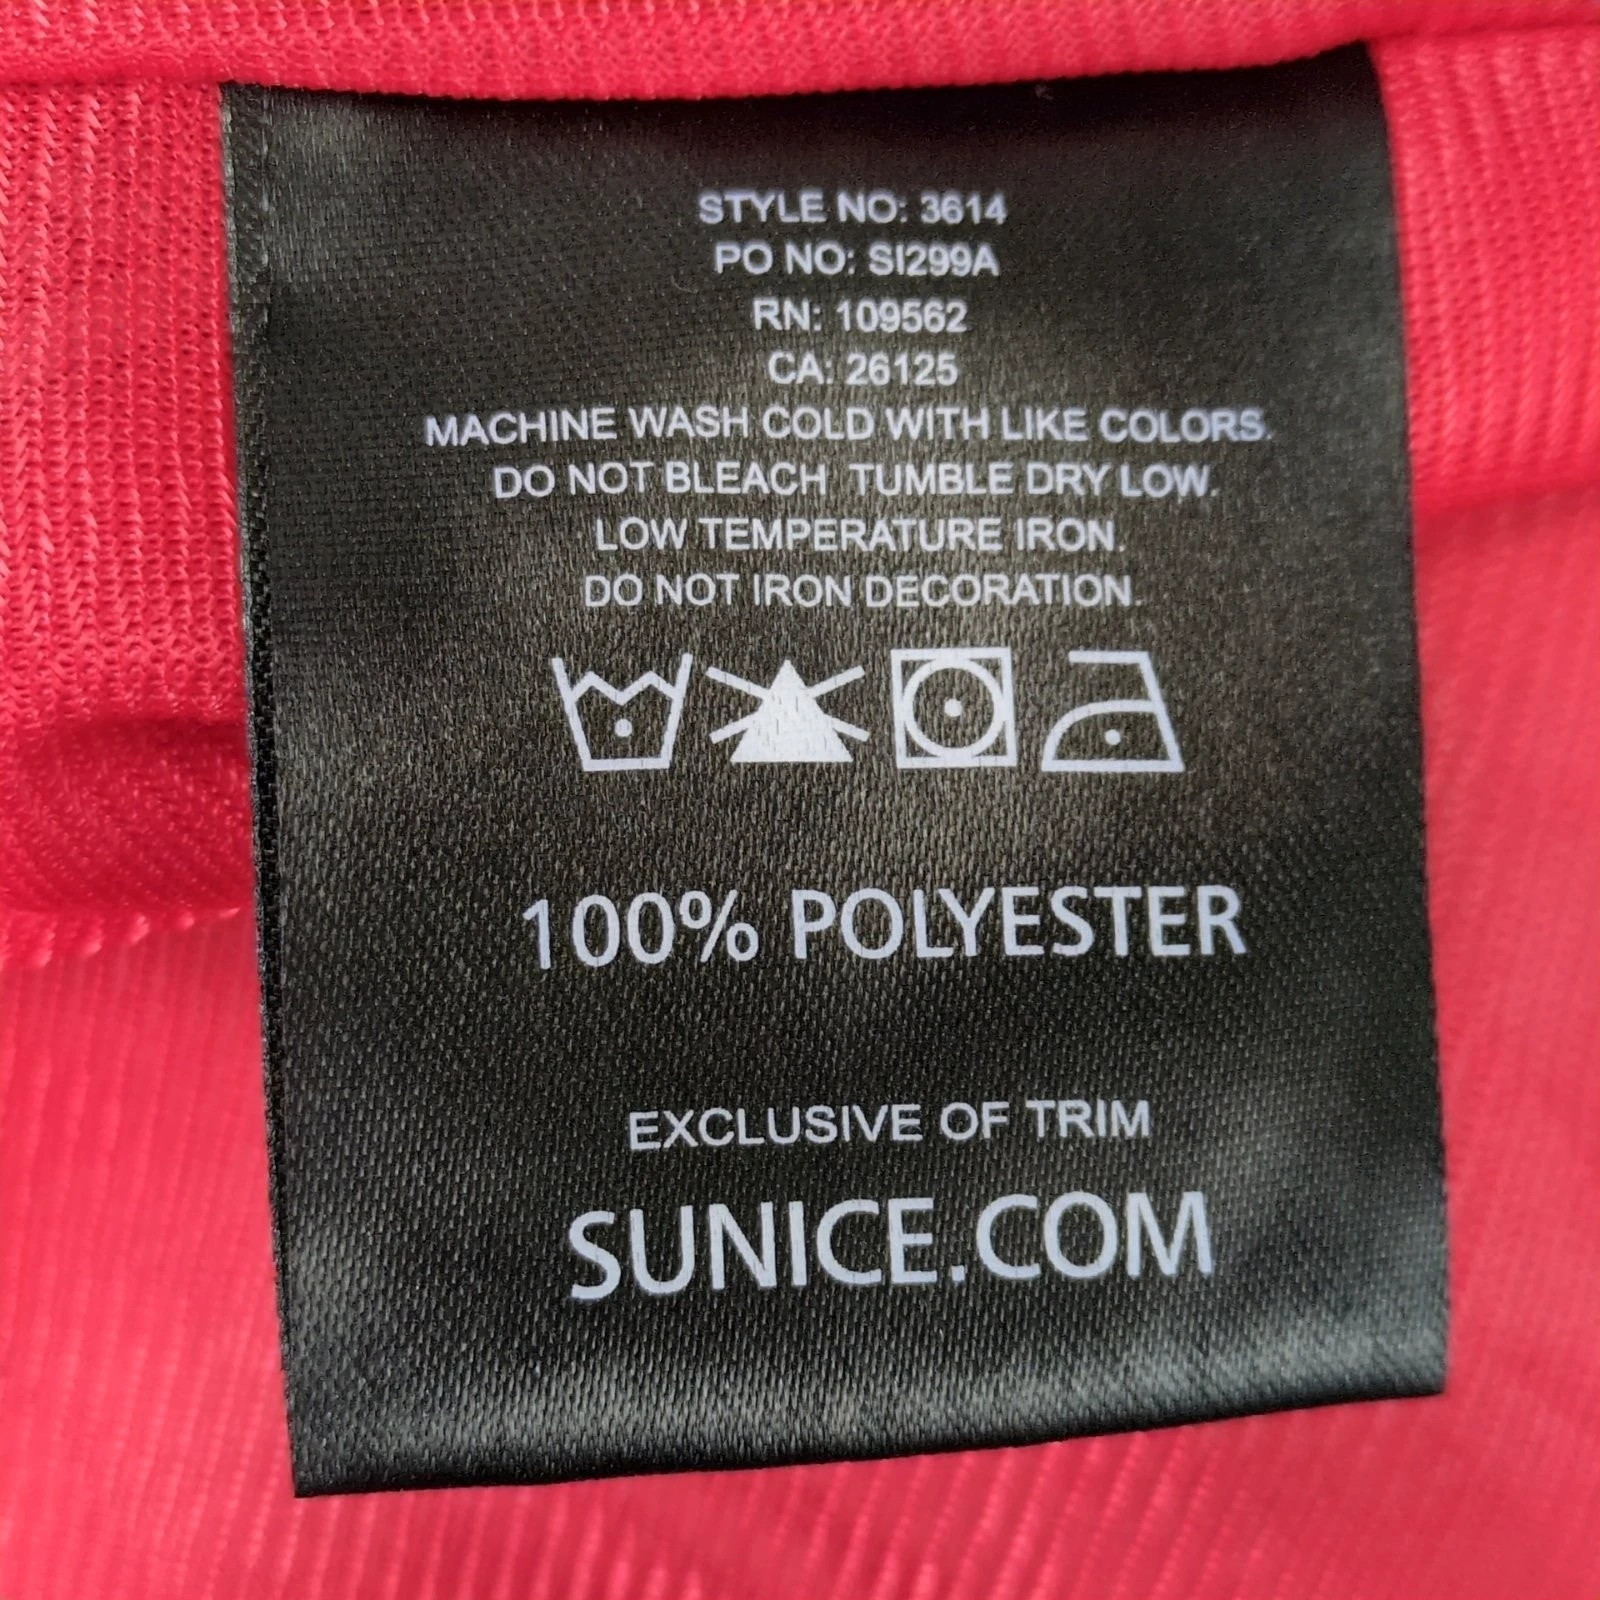 STYLE NO: 3614
PO NO: SI299A
RN: 109562
CA: 26125
MACHINE WASH COLD WITH LIKE COLORS.
DO NOT BLEACH  TUMBLE DRY LOW.
LOW TEMPERATURE IRON.
DO NOT IRON DECORATION.
100% POLYESTER
EXCLUSIVE OF TRIM
SUNICE.COM